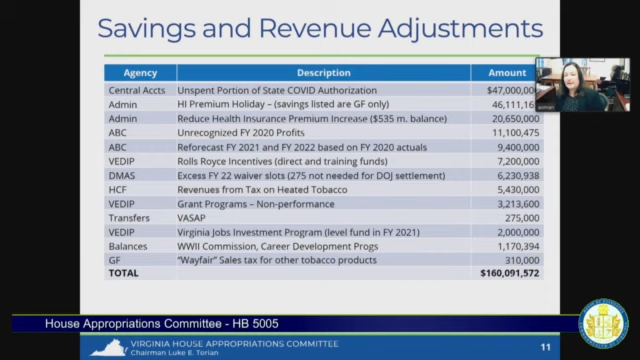 Savings and Revenue Adjustments
Agency Description Amount
Central Accts Unspent Portion of State COVID Authorization $47,000,00
Admin HI Premium Holiday – (savings listed are GF only) 46,111,16
Admin Reduce Health Insurance Premium Increase ($535 m. balance) 20,650,000
ABC Unrecognized FY 2020 Profits 11,100,475
ABC Reforecast FY 2021 and FY 2022 based on FY 2020 actuals 9,400,000
VEDIP Rolls Royce Incentives (direct and training funds) 7,200,000
DMAS Excess FY 22 waiver slots (275 not needed for DOJ settlement) 6,230,938
HCF Revenues from Tax on Heated Tobacco 5,430,000
VEDIP Grant Programs – Non-performance 3,213,600
Transfers VASAP 275,000
VEDIP Virginia Jobs Investment Program (level fund in FY 2021) 2,000,000
Balances WWII Commission, Career Development Progs 1,170,394
GF "Wayfair" Sales tax for other tobacco products 310,000
TOTAL $160,091,572
House Appropriations Committee - HB 5005
VIRGINIA HOUSE APPROPRIATIONS COMMITTEE
Chairman Luke E. Torian
11